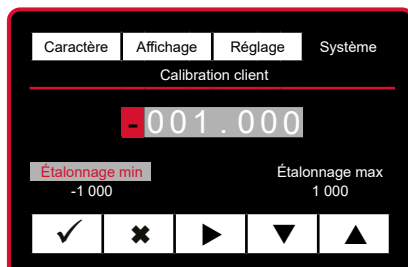 Caractère Affichage Réglage Système
Calibration client
-001.000
Étalonnage min Étalonnage max
-1 000 1 000